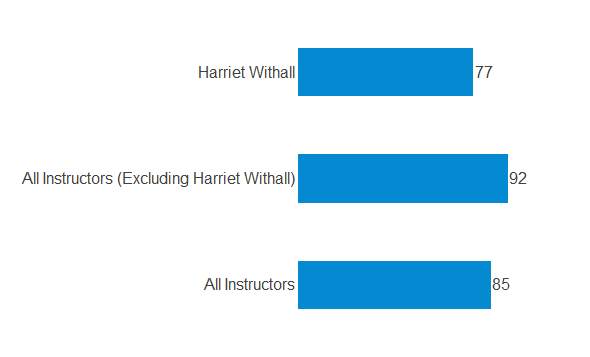 Harriet Withall 77
All Instructors (Excluding Harriet Withall) 92
All Instructors 85